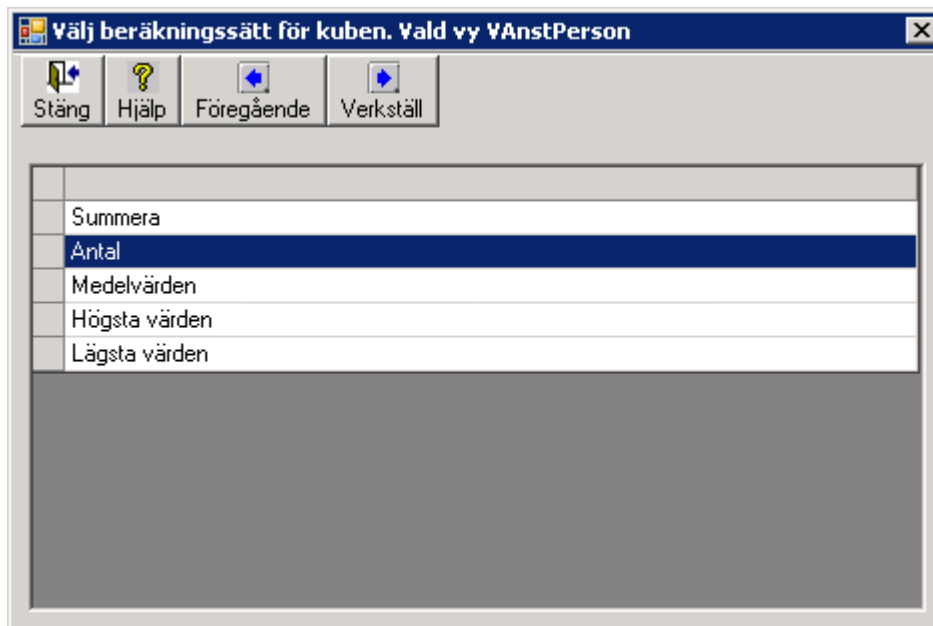 Välj beräkningssätt för kuben. Vald vy VAnstPerson
Stäng Hjälp Föregående Verkställ
Summera
Antal
Medelvärden
Högsta värden
Lägsta värden